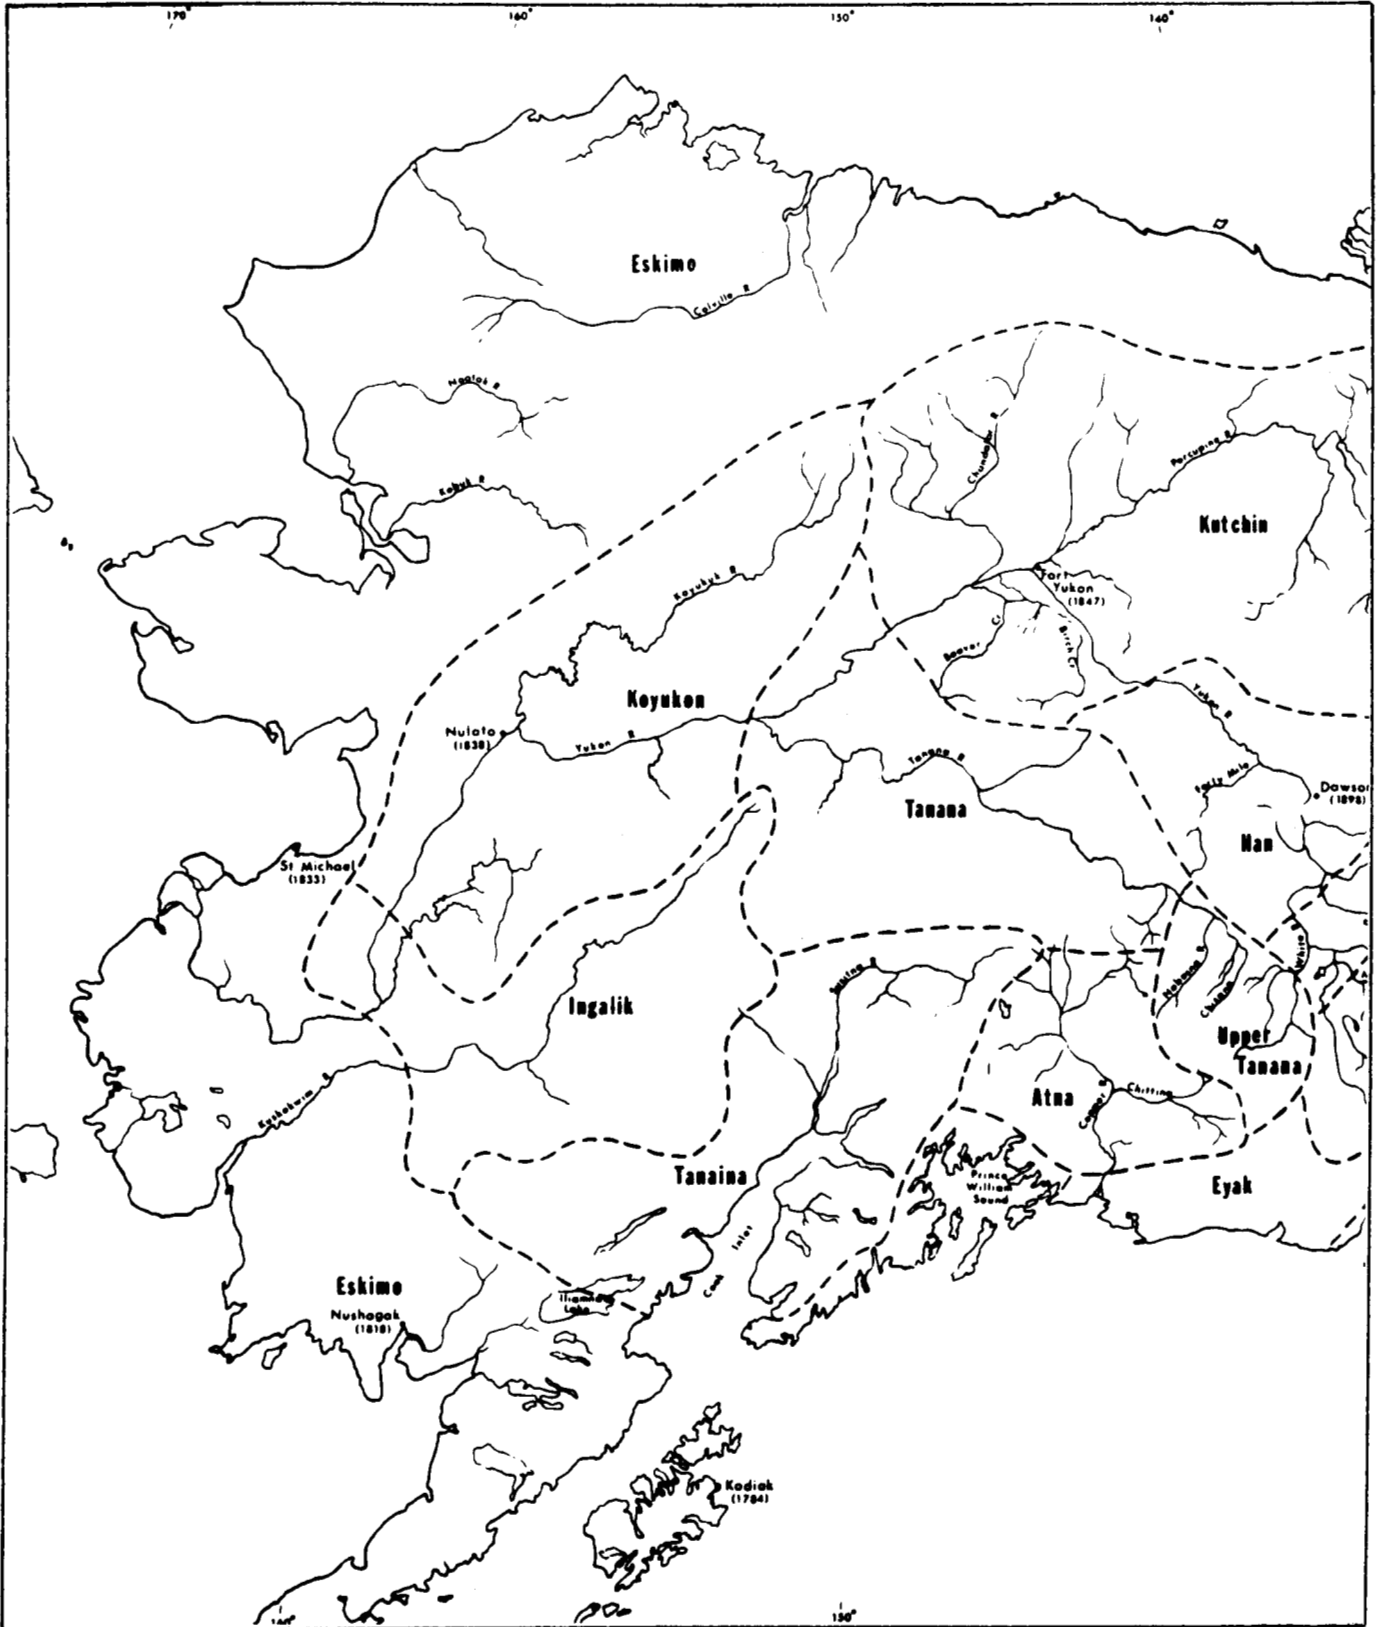 170°
160°
150°
140°
Eskimo
Colville R
Noatak R
Kobuk R
Chandalar R
Porcupine R
Kutchin
Koyukuk R
Fort
Yukon
(1847)
Beaver Cr
Birch Cr
Koyukon
Yukon R
Nulato
(1838)
Yukon R
Tanana R
Forty Mile
Dawson
(1898)
Tanana
Han
St Michael
(1833)
White R
Nabesna R
Chisana
Susitna R
Ingalik
Upper
Tanana
Kuskokwim R
Atna
Copper R
Chitina
Tanaina
Prince
William
Sound
Eyak
Cook Inlet
Eskimo
Iliamna
Lake
Nushagak
(1818)
Kodiak
(1784)
160°
150°